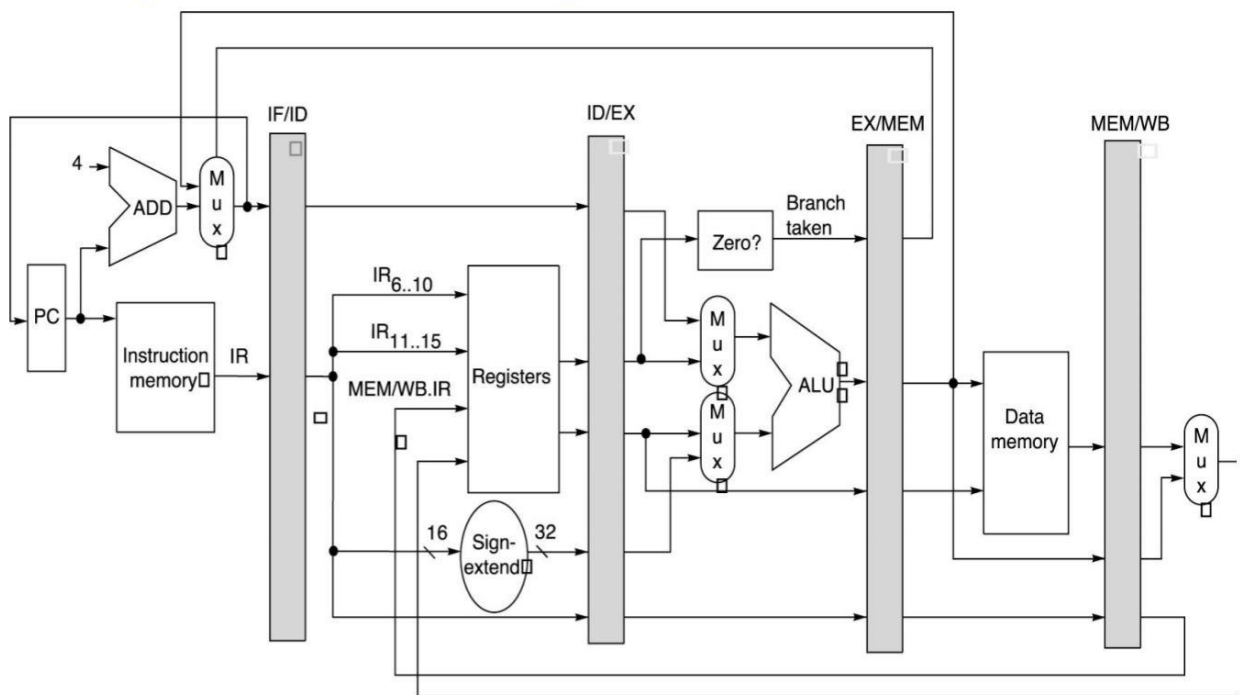 IF/ID
ID/EX
EX/MEM
MEM/WB
4
ADD
M
u
x
Branch
taken
Zero?
PC
Instruction
memory
IR
IR6..10
IR11..15
MEM/WB.IR
Registers
M
u
x
M
u
x
ALU
Data
memory
M
u
x
16
Sign-
extend
32